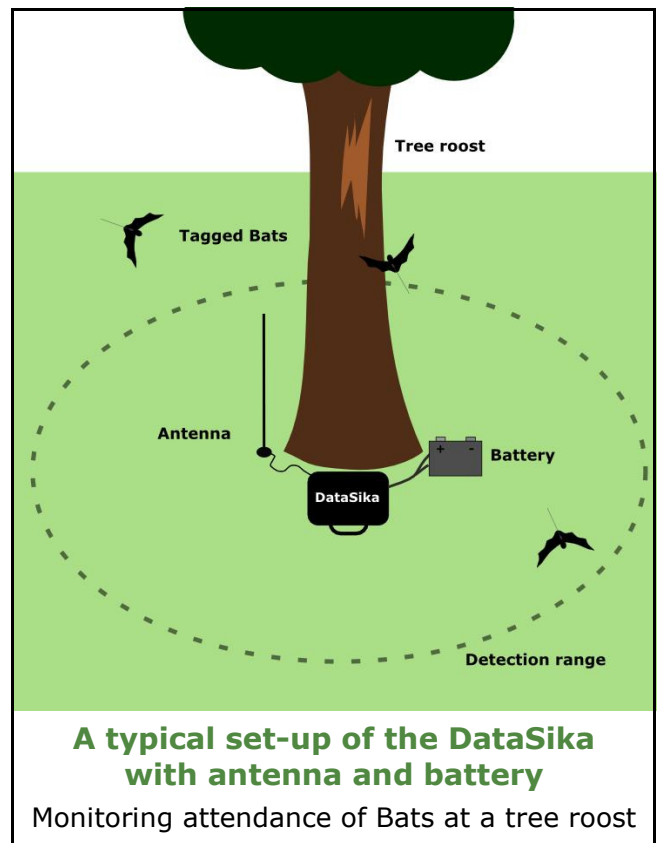 Tree roost
Tagged Bats
Antenna
+ -
Battery
DataSika
Detection range
A typical set-up of the DataSika
with antenna and battery
Monitoring attendance of Bats at a tree roost